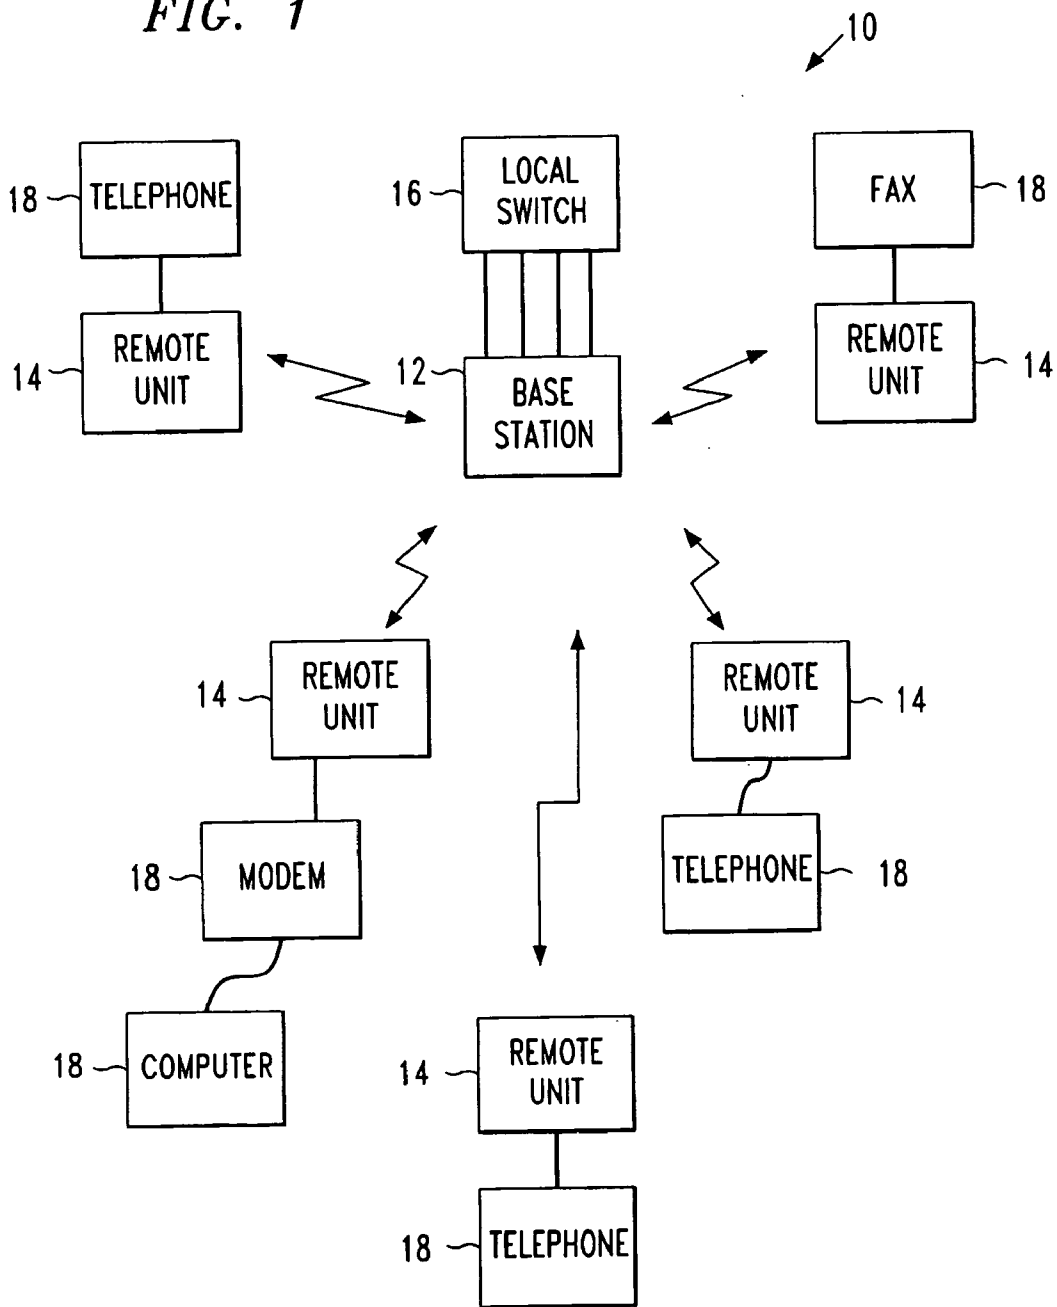 FIG. 1
10
18
TELEPHONE
16
LOCAL
SWITCH
FAX
18
14
REMOTE
UNIT
12
BASE
STATION
REMOTE
UNIT
14
14
REMOTE
UNIT
REMOTE
UNIT
14
18
MODEM
TELEPHONE
18
18
COMPUTER
14
REMOTE
UNIT
18
TELEPHONE